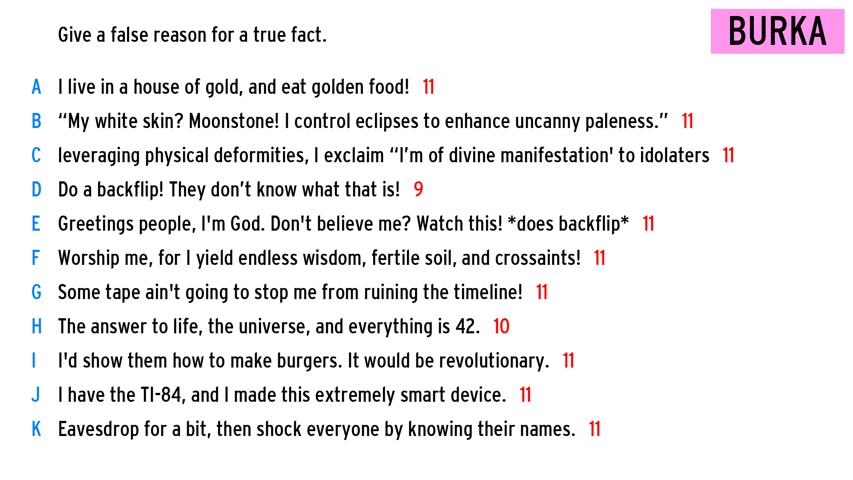 Give a false reason for a true fact.
BURKA
A I live in a house of gold, and eat golden food! 11
B “My white skin? Moonstone! I control eclipses to enhance uncanny paleness.” 11
C leveraging physical deformities, I exclaim “I’m of divine manifestation' to idolaters 11
D Do a backflip! They don’t know what that is! 9
E Greetings people, I'm God. Don't believe me? Watch this! *does backflip* 11
F Worship me, for I yield endless wisdom, fertile soil, and crossaints! 11
G Some tape ain't going to stop me from ruining the timeline! 11
H The answer to life, the universe, and everything is 42. 10
I I'd show them how to make burgers. It would be revolutionary. 11
J I have the TI-84, and I made this extremely smart device. 11
K Eavesdrop for a bit, then shock everyone by knowing their names. 11